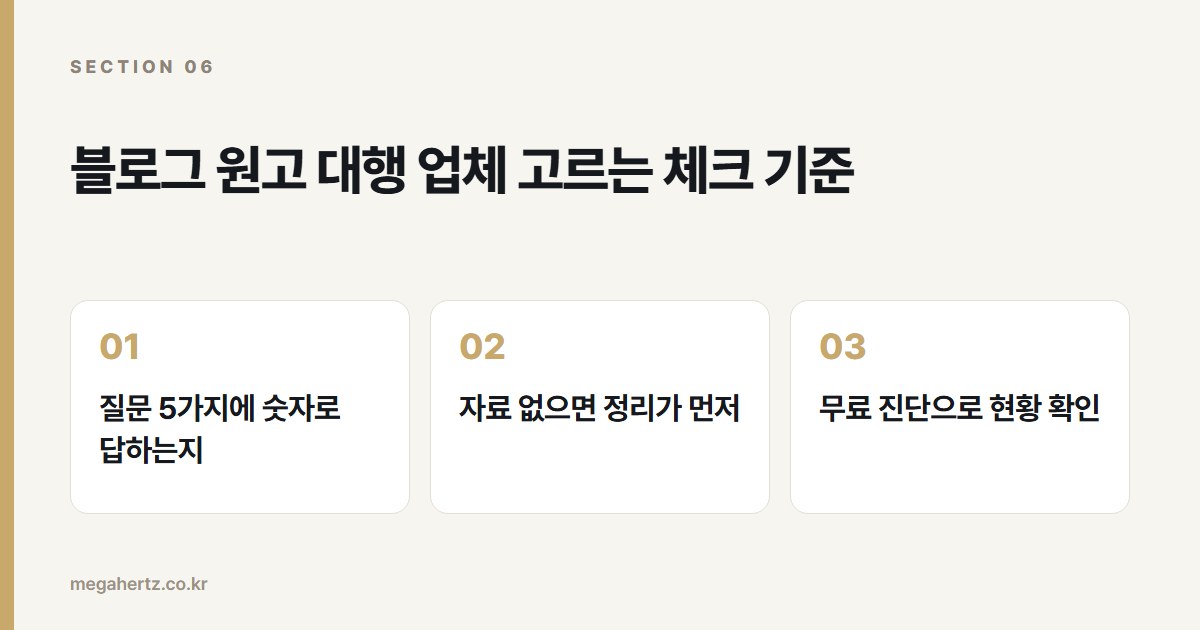 SECTION 06
블로그 원고 대행 업체 고르는 체크 기준
01
질문 5가지에 숫자로
답하는지
02
자료 없으면 정리가 먼저
03
무료 진단으로 현황 확인
megahertz.co.kr